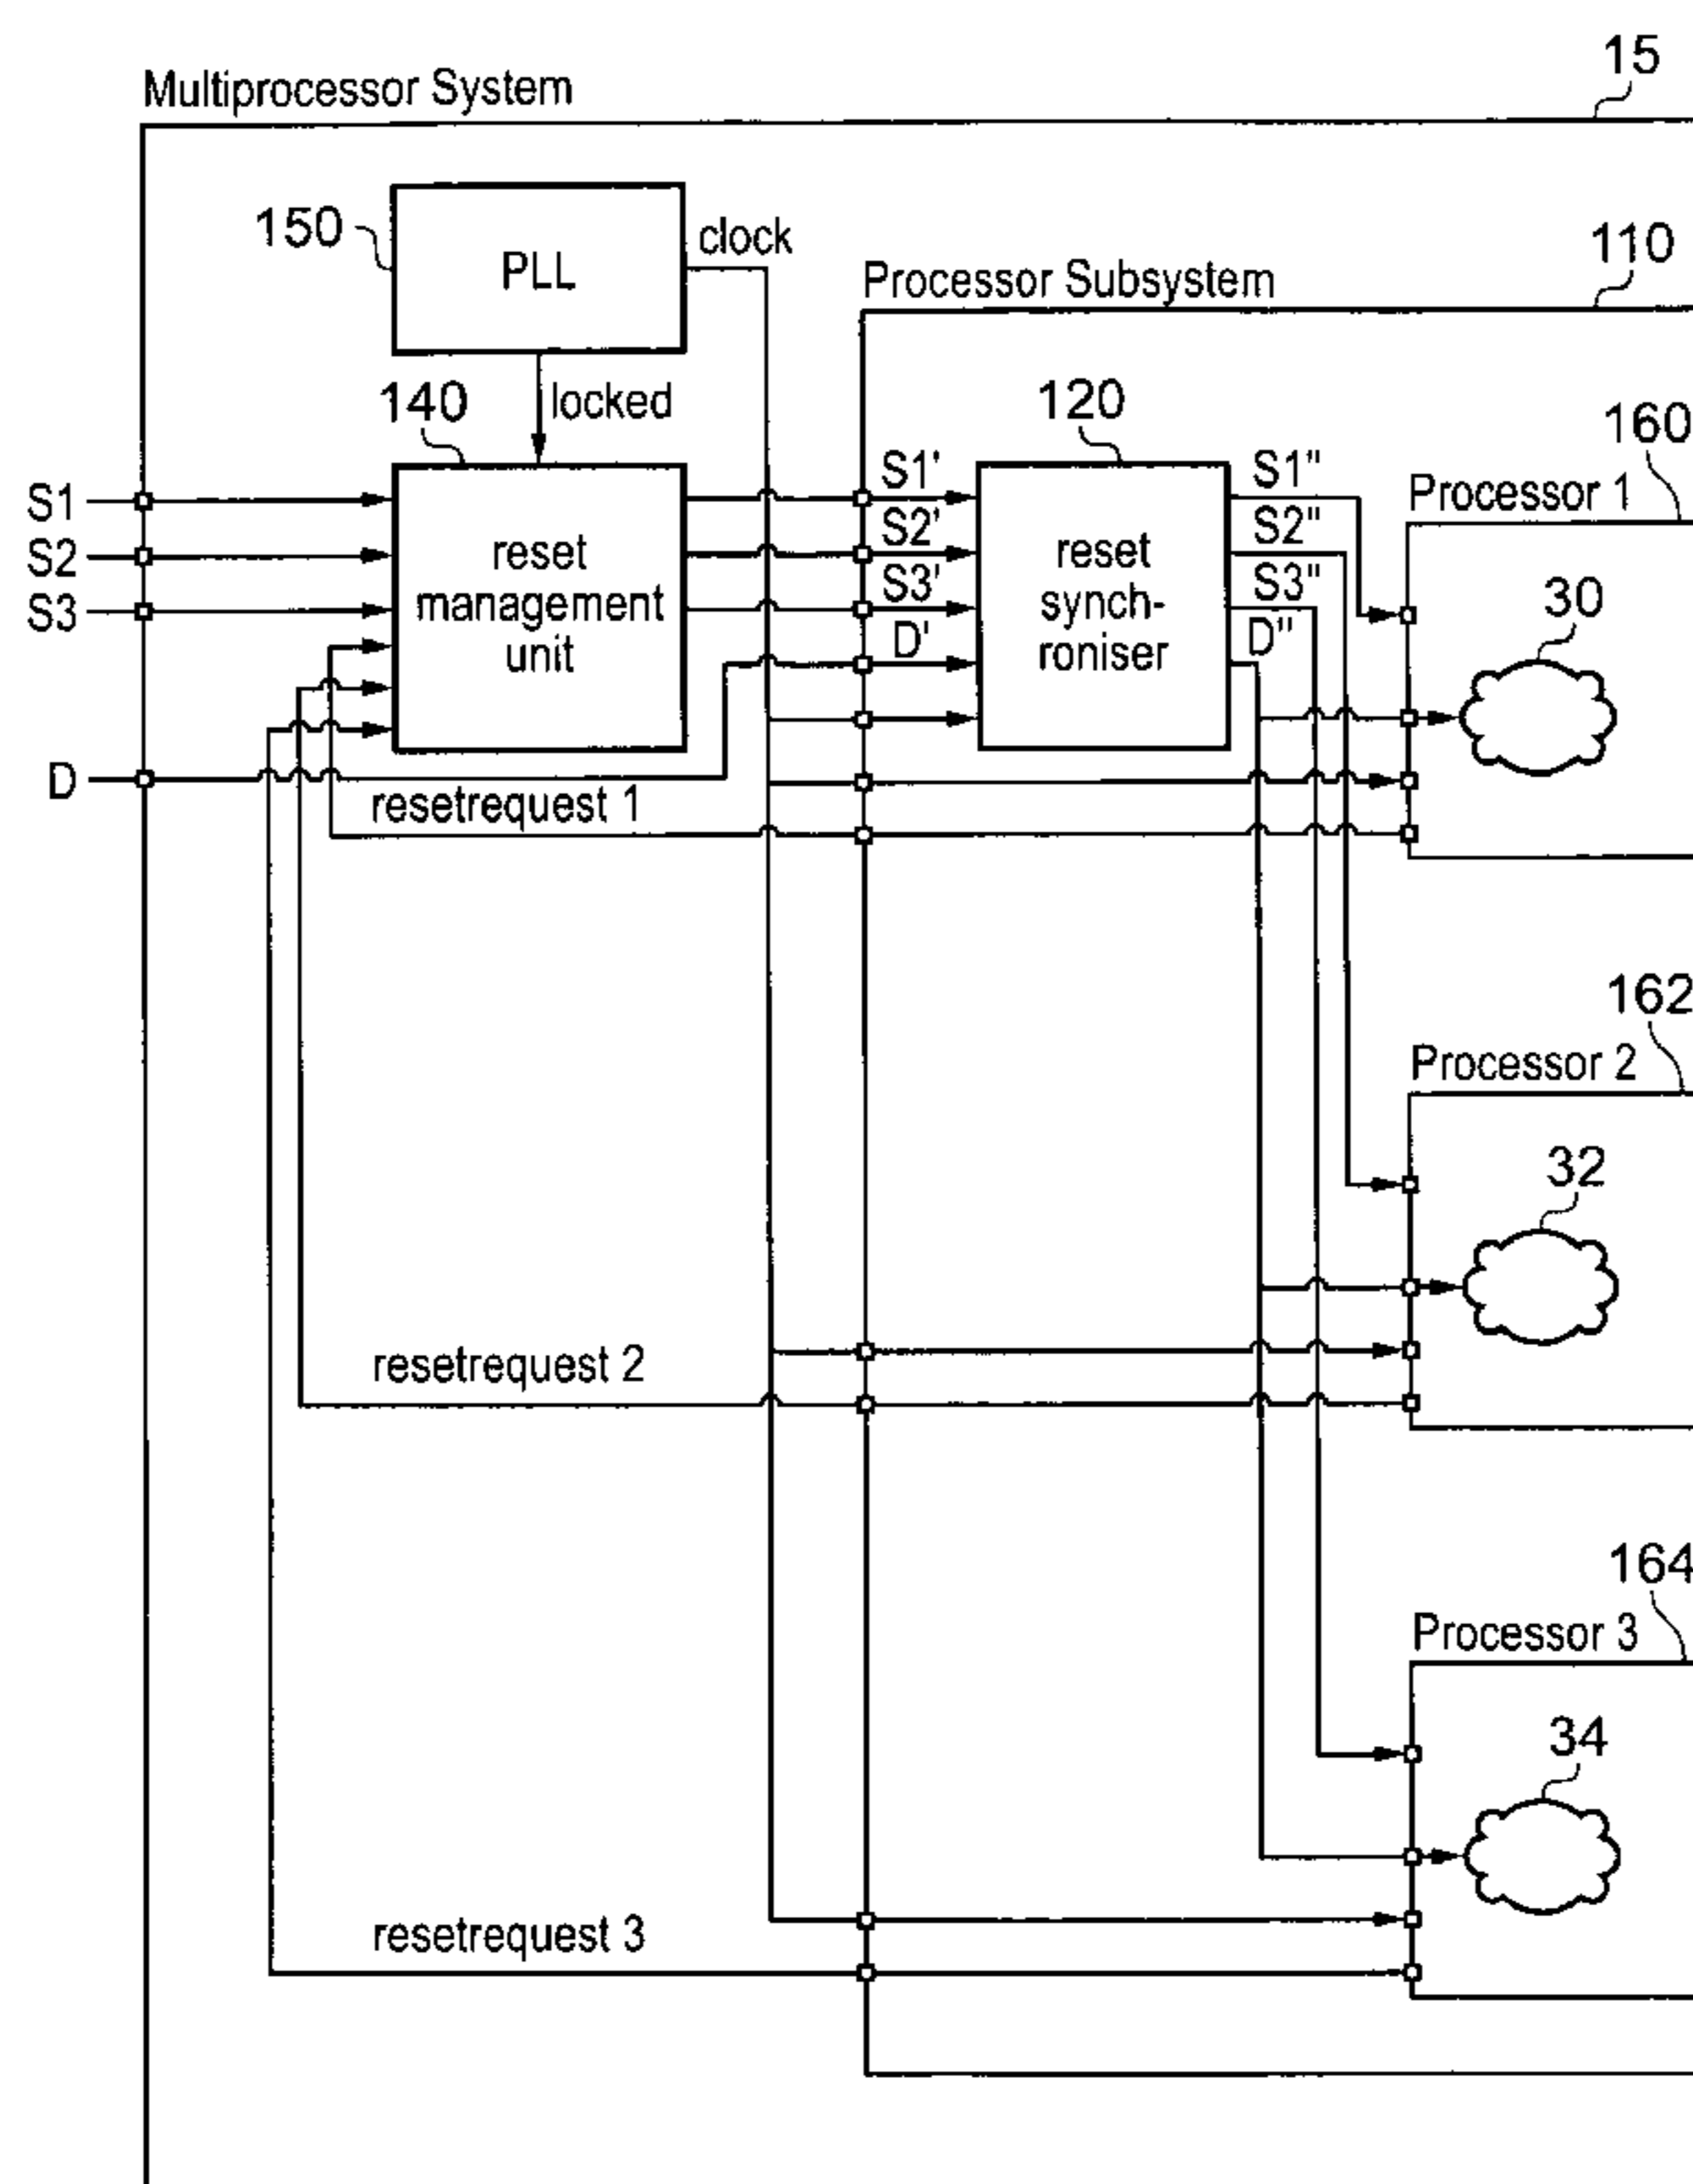 15
Multiprocessor System
150
PLL
clock
110
Processor Subsystem
140
locked
120
160
S1
S1'
S1"
Processor 1
S2
S2'
S2"
S3
S3'
S3"
reset
management
unit
D'
reset
synch-
roniser
D"
30
D
resetrequest 1
162
Processor 2
32
resetrequest 2
164
Processor 3
34
resetrequest 3